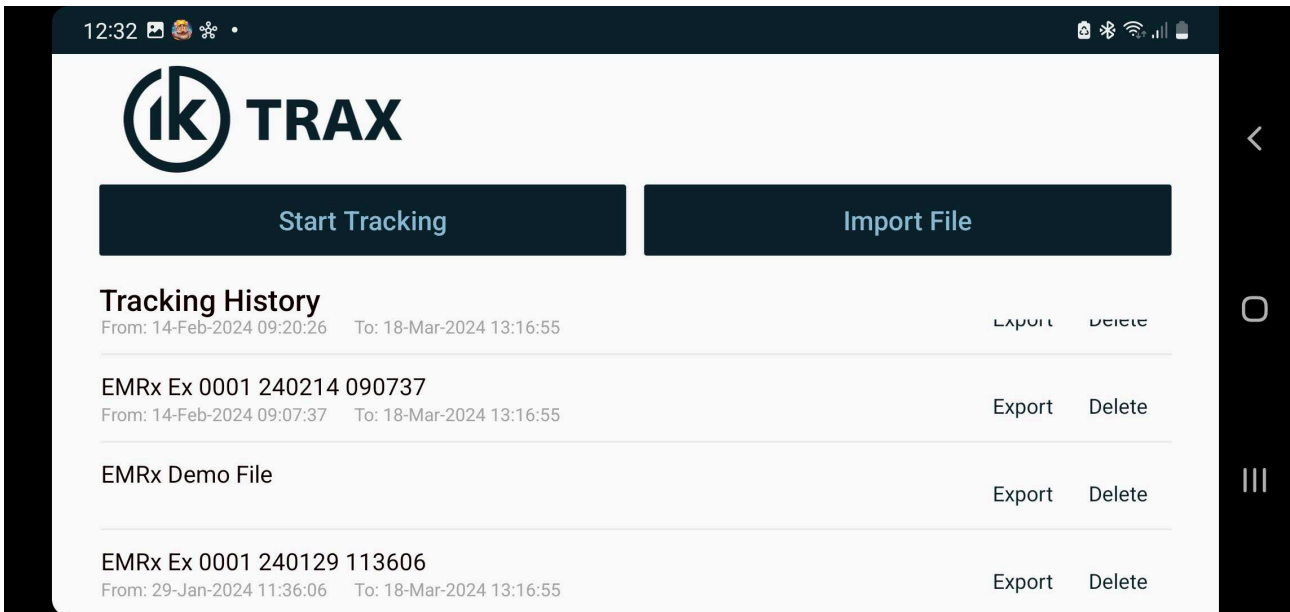 12:32
ik TRAX
Start Tracking
Import File
Tracking History
From: 14-Feb-2024 09:20:26 To: 18-Mar-2024 13:16:55
Export Delete
EMRx Ex 0001 240214 090737
From: 14-Feb-2024 09:07:37 To: 18-Mar-2024 13:16:55
Export Delete
EMRx Demo File
Export Delete
EMRx Ex 0001 240129 113606
From: 29-Jan-2024 11:36:06 To: 18-Mar-2024 13:16:55
Export Delete